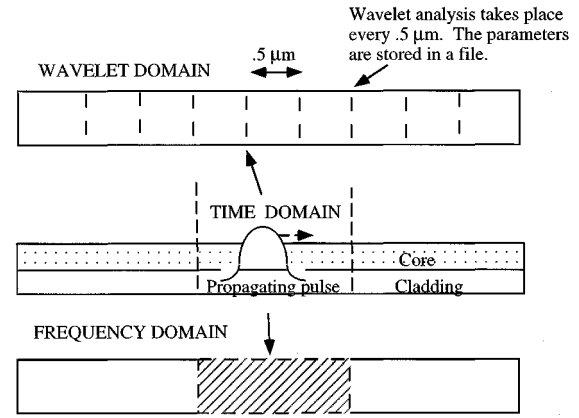 Wavelet analysis takes place
every .5 µm. The parameters
are stored in a file.
.5 µm
WAVELET DOMAIN
TIME DOMAIN
Core
Propagating pulse
Cladding
FREQUENCY DOMAIN